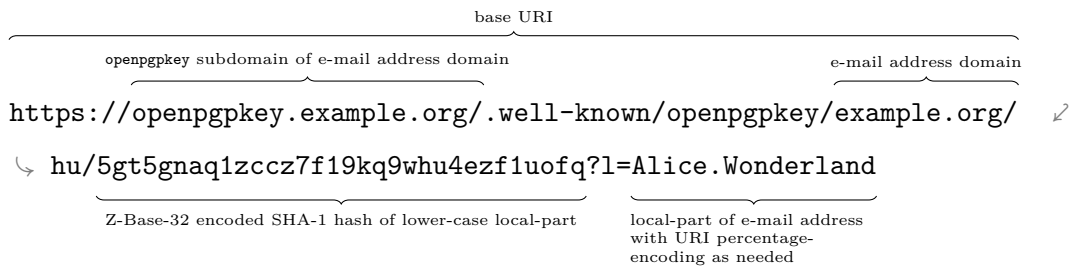 base URI
openpgpkey subdomain of e-mail address domain
e-mail address domain
https://openpgpkey.example.org/.well-known/openpgpkey/example.org/
hu/5gt5gnaq1zccz7f19kq9whu4ezf1uofq?l=Alice.Wonderland
Z-Base-32 encoded SHA-1 hash of lower-case local-part
local-part of e-mail address
with URI percentage-
encoding as needed